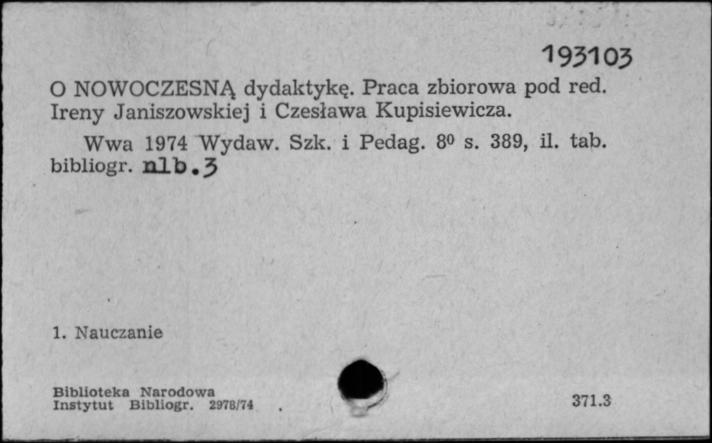 193103
O NOWOCZESNĄ dydaktykę. Praca zbiorowa pod red.
Ireny Janiszowskiej i Czesława Kupisiewicza.
Wwa 1974 Wydaw. Szk. i Pedag. 8⁰ s. 389, il. tab.
bibliogr. nlb.3
1. Nauczanie
Biblioteka Narodowa
Instytut Bibliogr. 2978/74
371.3